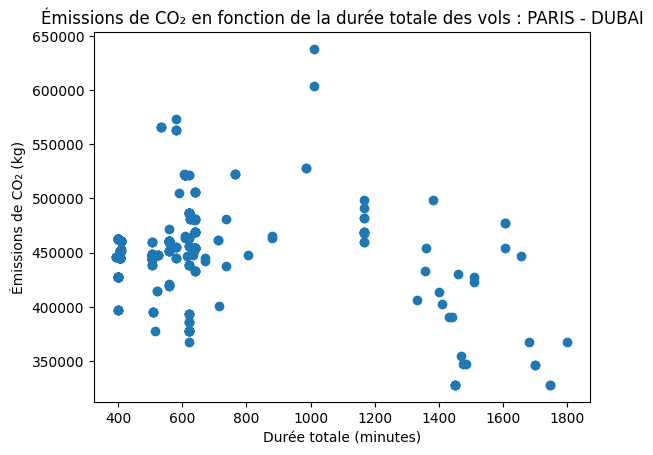 Émissions de CO₂ en fonction de la durée totale des vols : PARIS - DUBAI
650000
600000
550000
500000
450000
400000
350000
Émissions de CO₂ (kg)
400 600 800 1000 1200 1400 1600 1800
Durée totale (minutes)